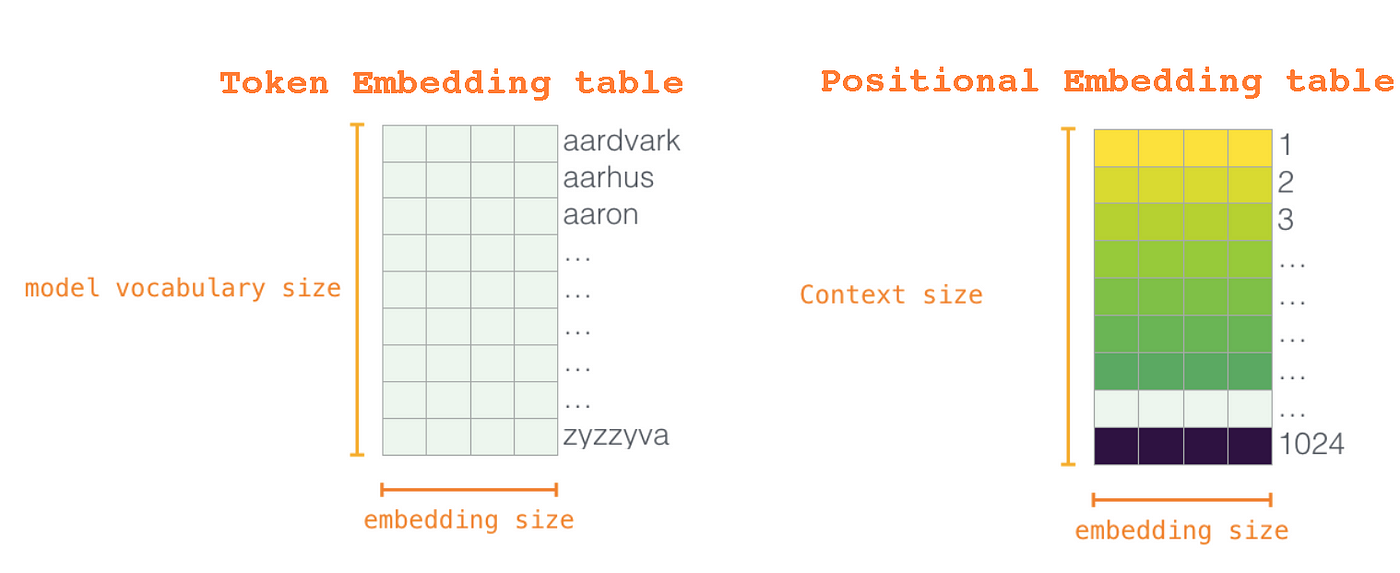 Token Embedding table
aardvark
aarhus
aaron
...
...
...
...
...
zyzzyva
model vocabulary size
embedding size
Positional Embedding table
1
2
3
...
...
...
...
...
1024
Context size
embedding size